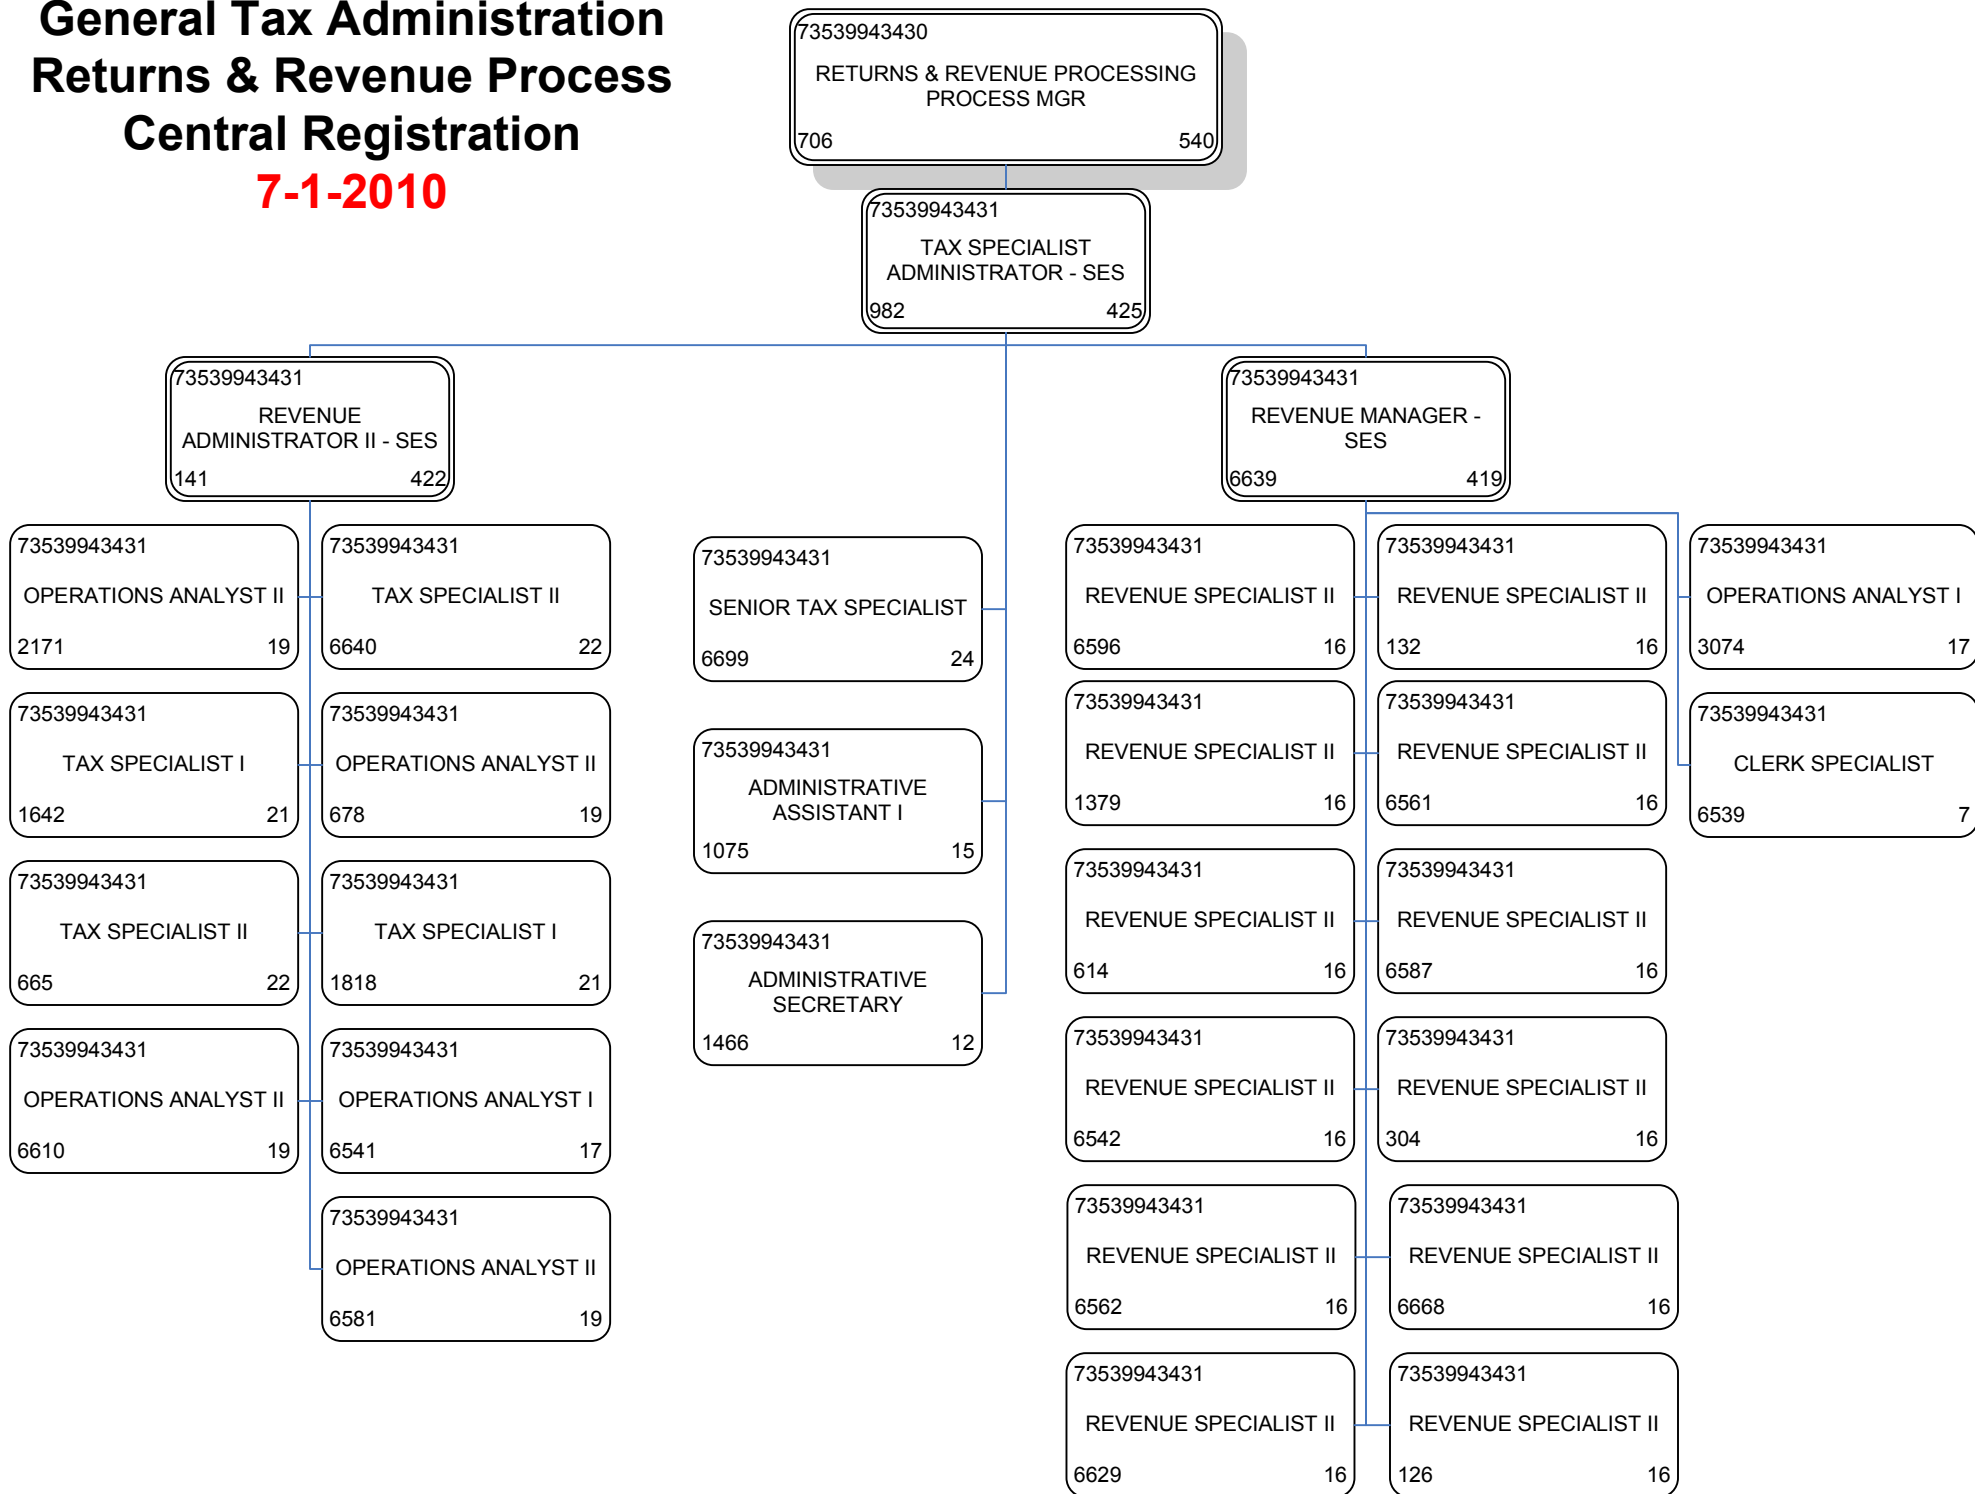 General Tax Administration
Returns & Revenue Process
Central Registration
7-1-2010
73539943430
RETURNS & REVENUE PROCESSING
PROCESS MGR
706 540
73539943431
TAX SPECIALIST
ADMINISTRATOR - SES
982 425
73539943431
REVENUE
ADMINISTRATOR II - SES
141 422
73539943431
REVENUE MANAGER -
SES
6639 419
73539943431
OPERATIONS ANALYST II
2171 19
73539943431
TAX SPECIALIST II
6640 22
73539943431
TAX SPECIALIST I
1642 21
73539943431
OPERATIONS ANALYST II
678 19
73539943431
TAX SPECIALIST II
665 22
73539943431
TAX SPECIALIST I
1818 21
73539943431
OPERATIONS ANALYST II
6610 19
73539943431
OPERATIONS ANALYST I
6541 17
73539943431
OPERATIONS ANALYST II
6581 19
73539943431
SENIOR TAX SPECIALIST
6699 24
73539943431
ADMINISTRATIVE
ASSISTANT I
1075 15
73539943431
ADMINISTRATIVE
SECRETARY
1466 12
73539943431
REVENUE SPECIALIST II
6596 16
73539943431
REVENUE SPECIALIST II
132 16
73539943431
OPERATIONS ANALYST I
3074 17
73539943431
REVENUE SPECIALIST II
1379 16
73539943431
REVENUE SPECIALIST II
6561 16
73539943431
CLERK SPECIALIST
6539 7
73539943431
REVENUE SPECIALIST II
614 16
73539943431
REVENUE SPECIALIST II
6587 16
73539943431
REVENUE SPECIALIST II
6542 16
73539943431
REVENUE SPECIALIST II
304 16
73539943431
REVENUE SPECIALIST II
6562 16
73539943431
REVENUE SPECIALIST II
6668 16
73539943431
REVENUE SPECIALIST II
6629 16
73539943431
REVENUE SPECIALIST II
126 16